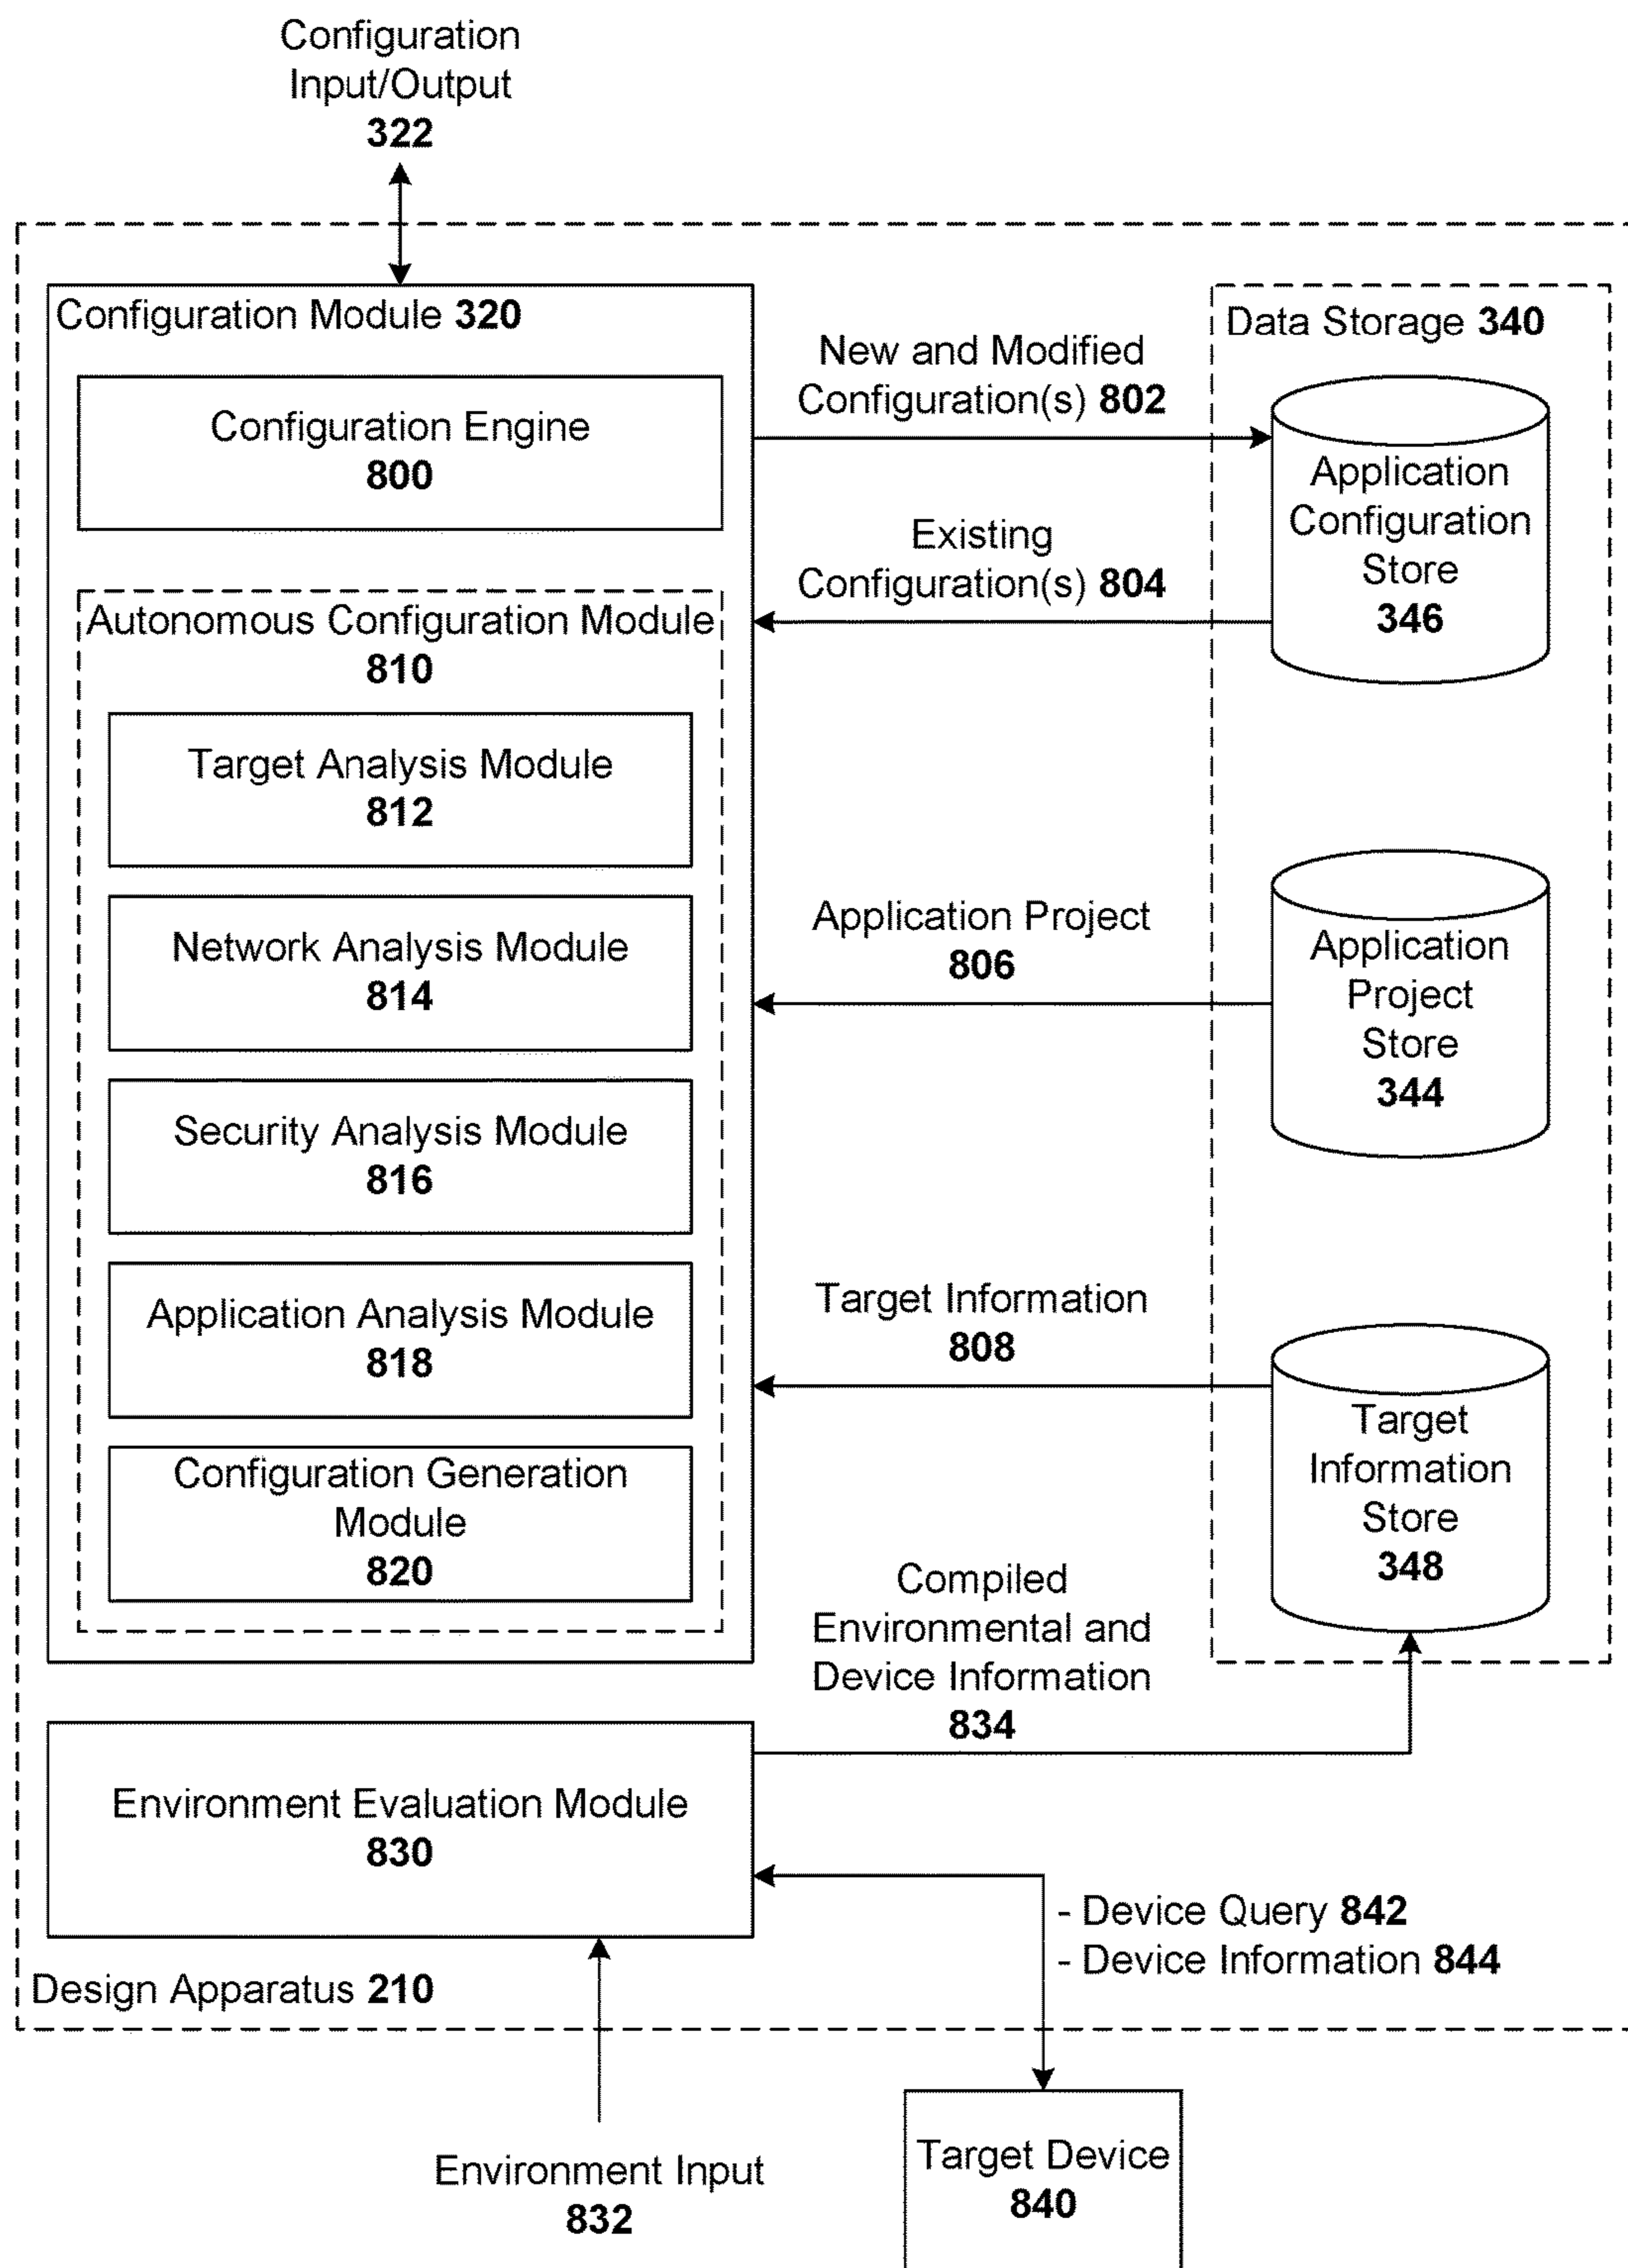 Configuration
Input/Output
322
Configuration Module 320
Configuration Engine
800
Autonomous Configuration Module
810
Target Analysis Module
812
Network Analysis Module
814
Security Analysis Module
816
Application Analysis Module
818
Configuration Generation
Module
820
New and Modified
Configuration(s) 802
Existing
Configuration(s) 804
Application Project
806
Target Information
808
Compiled
Environmental and
Device Information
834
Data Storage 340
Application
Configuration
Store
346
Application
Project
Store
344
Target
Information
Store
348
Environment Evaluation Module
830
- Device Query 842
- Device Information 844
Design Apparatus 210
Environment Input
832
Target Device
840